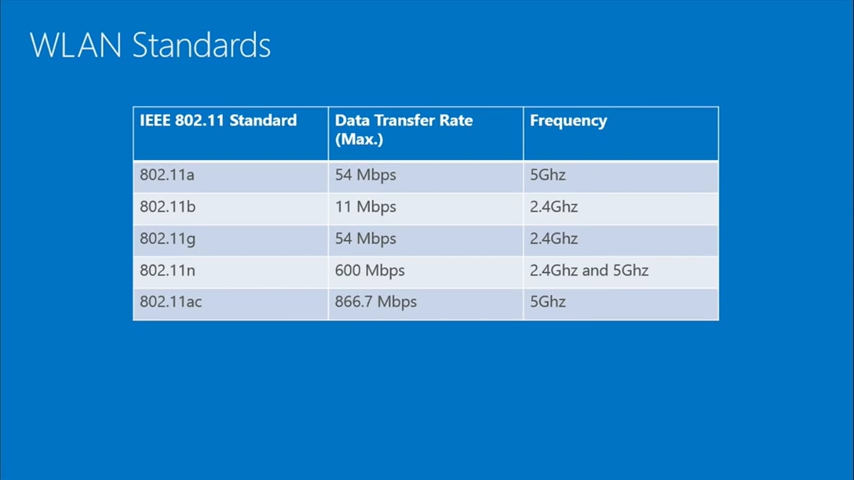 WLAN Standards
IEEE 802.11 Standard Data Transfer Rate (Max.) Frequency
802.11a 54 Mbps 5Ghz
802.11b 11 Mbps 2.4Ghz
802.11g 54 Mbps 2.4Ghz
802.11n 600 Mbps 2.4Ghz and 5Ghz
802.11ac 866.7 Mbps 5Ghz